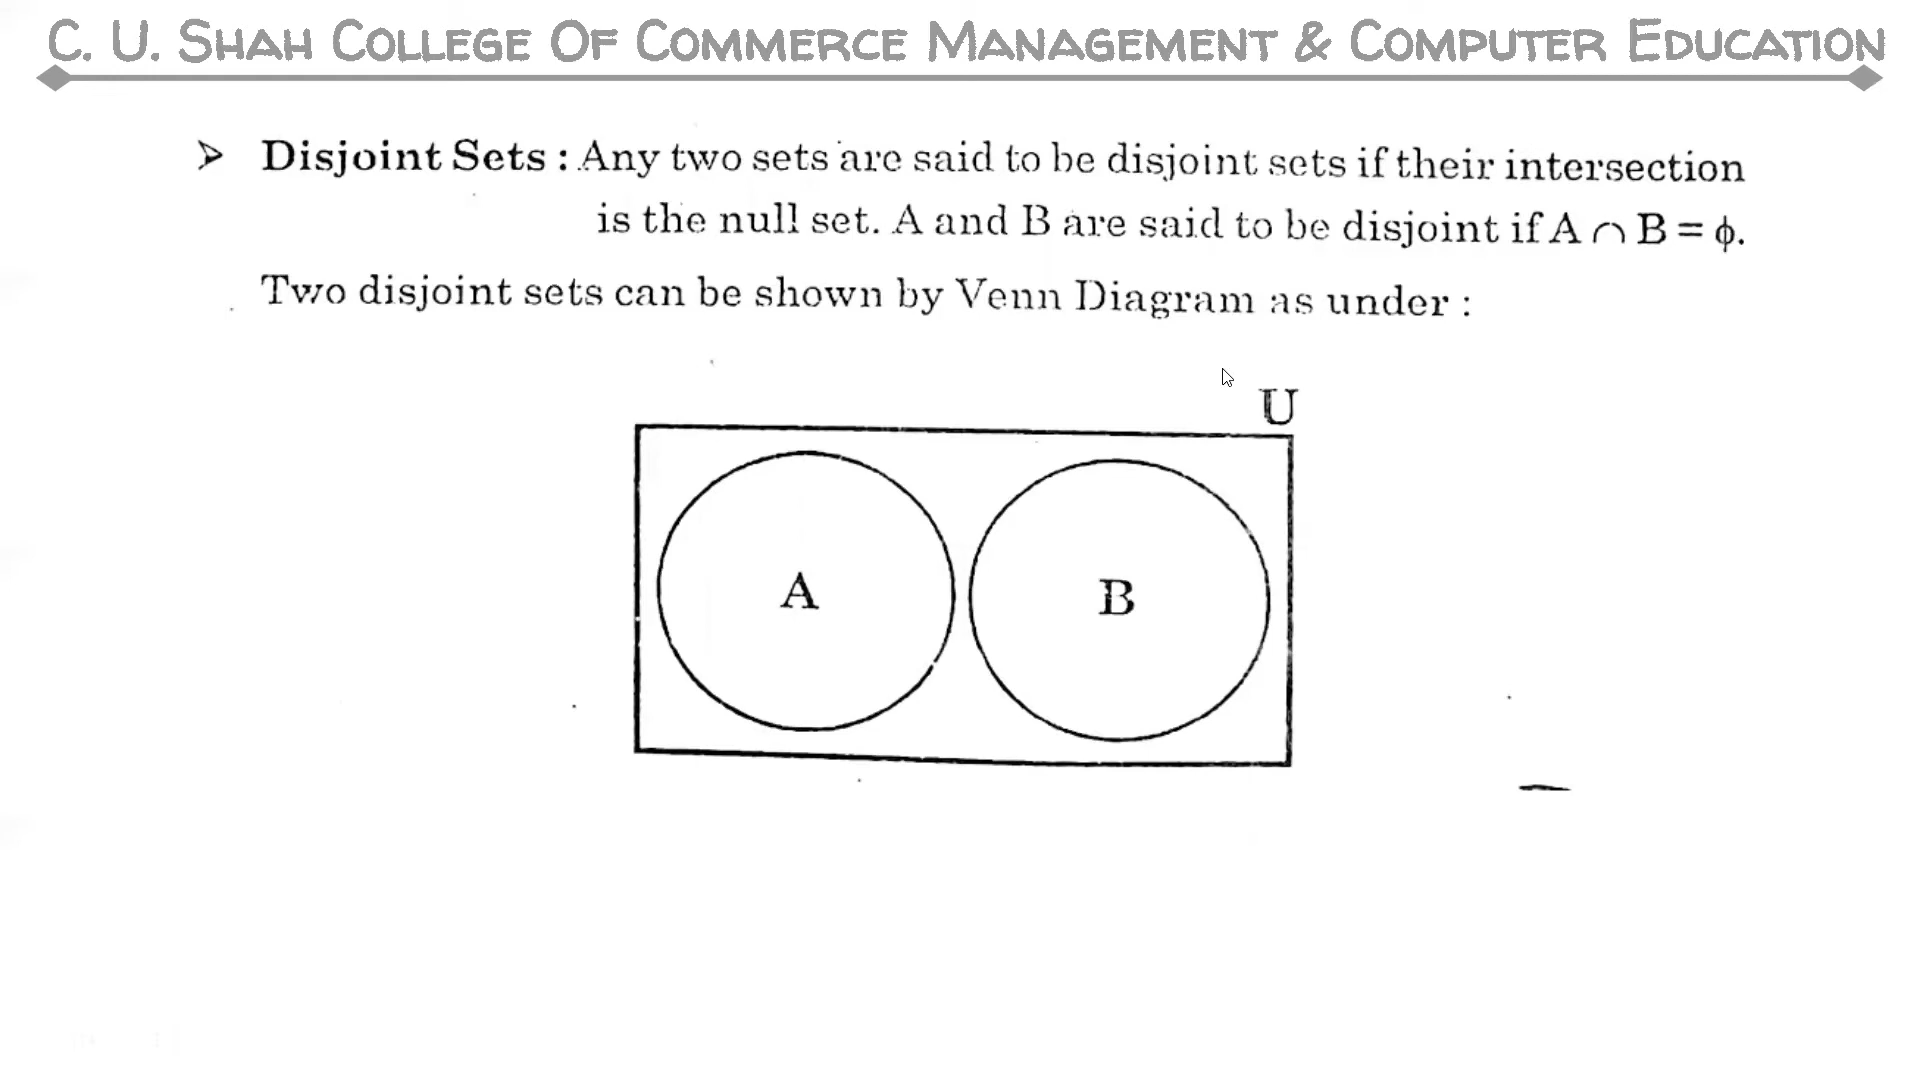 C. U. SHAH COLLEGE OF COMMERCE MANAGEMENT & COMPUTER EDUCATION
➢ Disjoint Sets : Any two sets are said to be disjoint sets if their intersection
is the null set. A and B are said to be disjoint if A ∩ B = ϕ.
Two disjoint sets can be shown by Venn Diagram as under :
U
A B